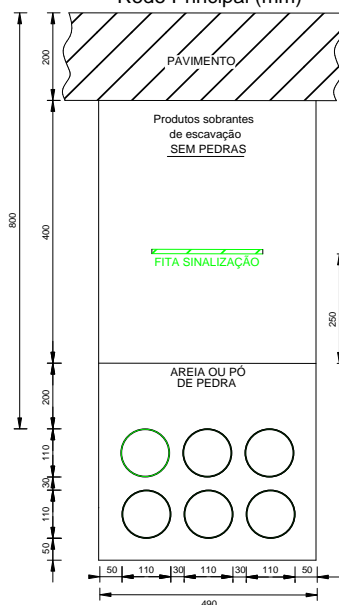 Rede Principal (mm)
200
PAVIMENTO
Produtos sobrantes
de escavação
SEM PEDRAS
800
400
FITA SINALIZAÇÃO
250
AREIA OU PÓ
DE PEDRA
200
110
30
110
50
50 110 30 110 30 110 50
490